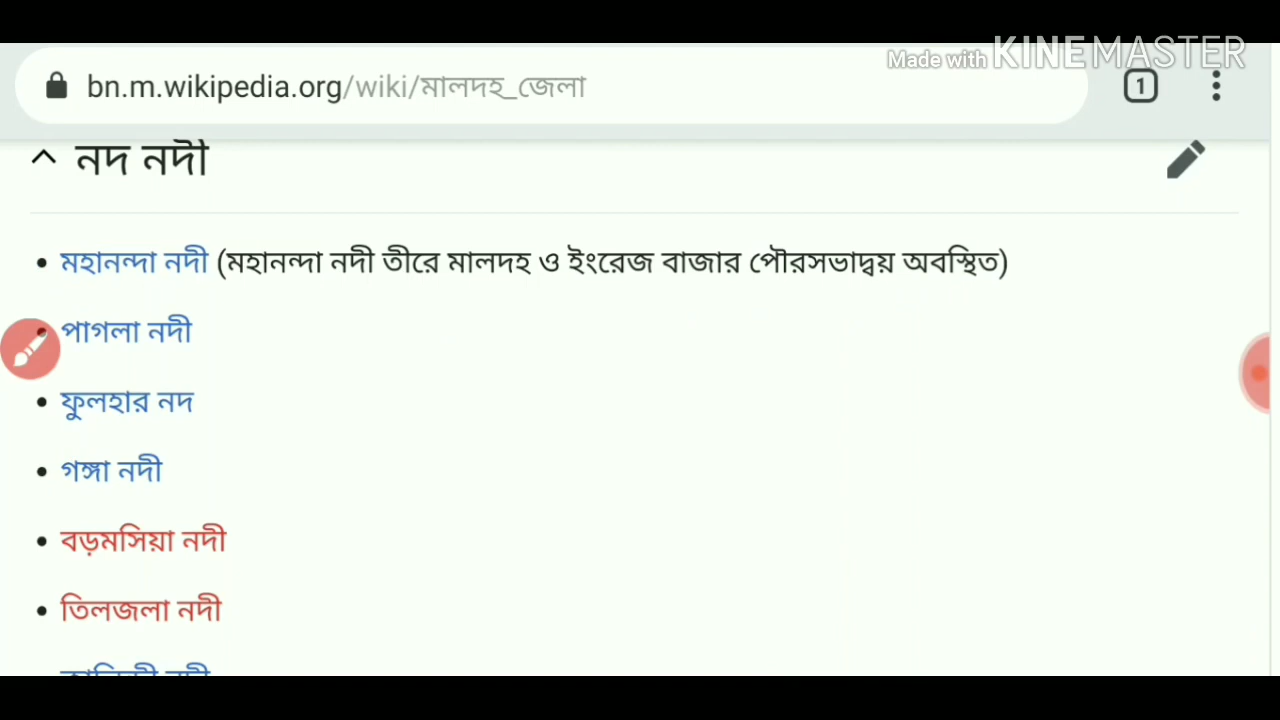 Made with KINEMASTER
bn.m.wikipedia.org/wiki/মালদহ_জেলা
1
নদ নদী
মহানন্দা নদী (মহানন্দা নদী তীরে মালদহ ও ইংরেজ বাজার পৌরসভাদ্বয় অবস্থিত)
পাগলা নদী
ফুলহার নদ
গঙ্গা নদী
বড়মসিয়া নদী
তিলজলা নদী